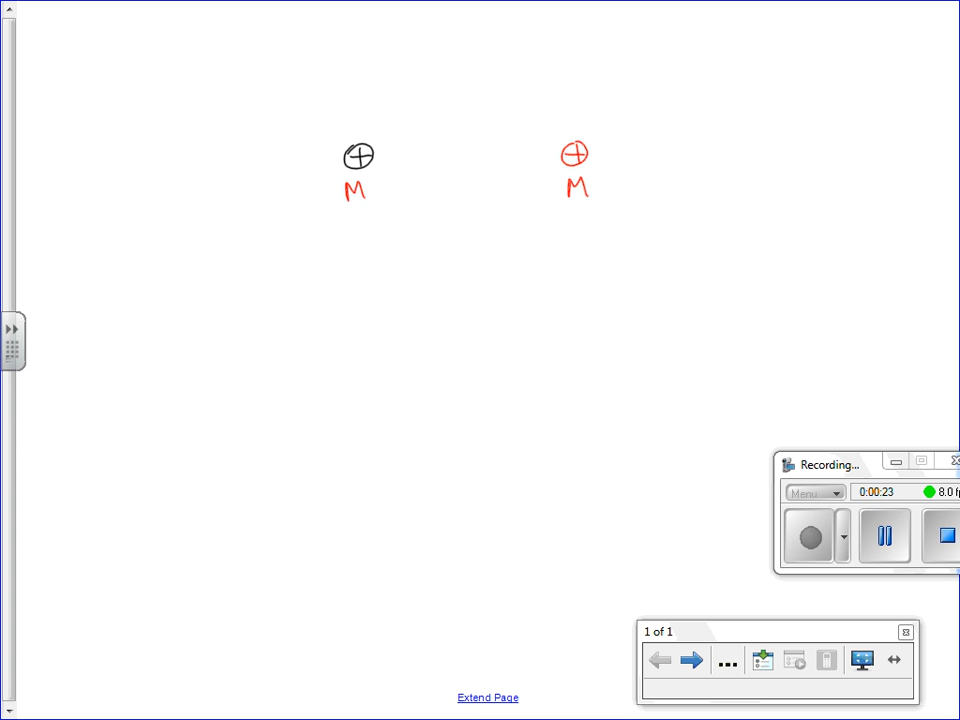 M M
Recording...
Menu 0:00:23 8.0 f
1 of 1
...
Extend Page